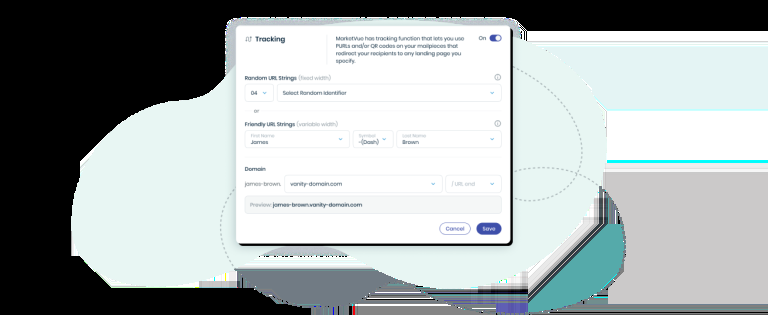 Tracking
MarketVue has tracking function that lets you use
PURLs and/or QR codes on your mailpieces that
redirect your recipients to any landing page you
specify.
On
Random URL Strings (fixed width)
04
Select Random Identifier
or
Friendly URL Strings (variable width)
First Name
James
Symbol
-(Dash)
Last Name
Brown
Domain
james-brown.
vanity-domain.com
/ URL end
Preview: james-brown.vanity-domain.com
Cancel
Save